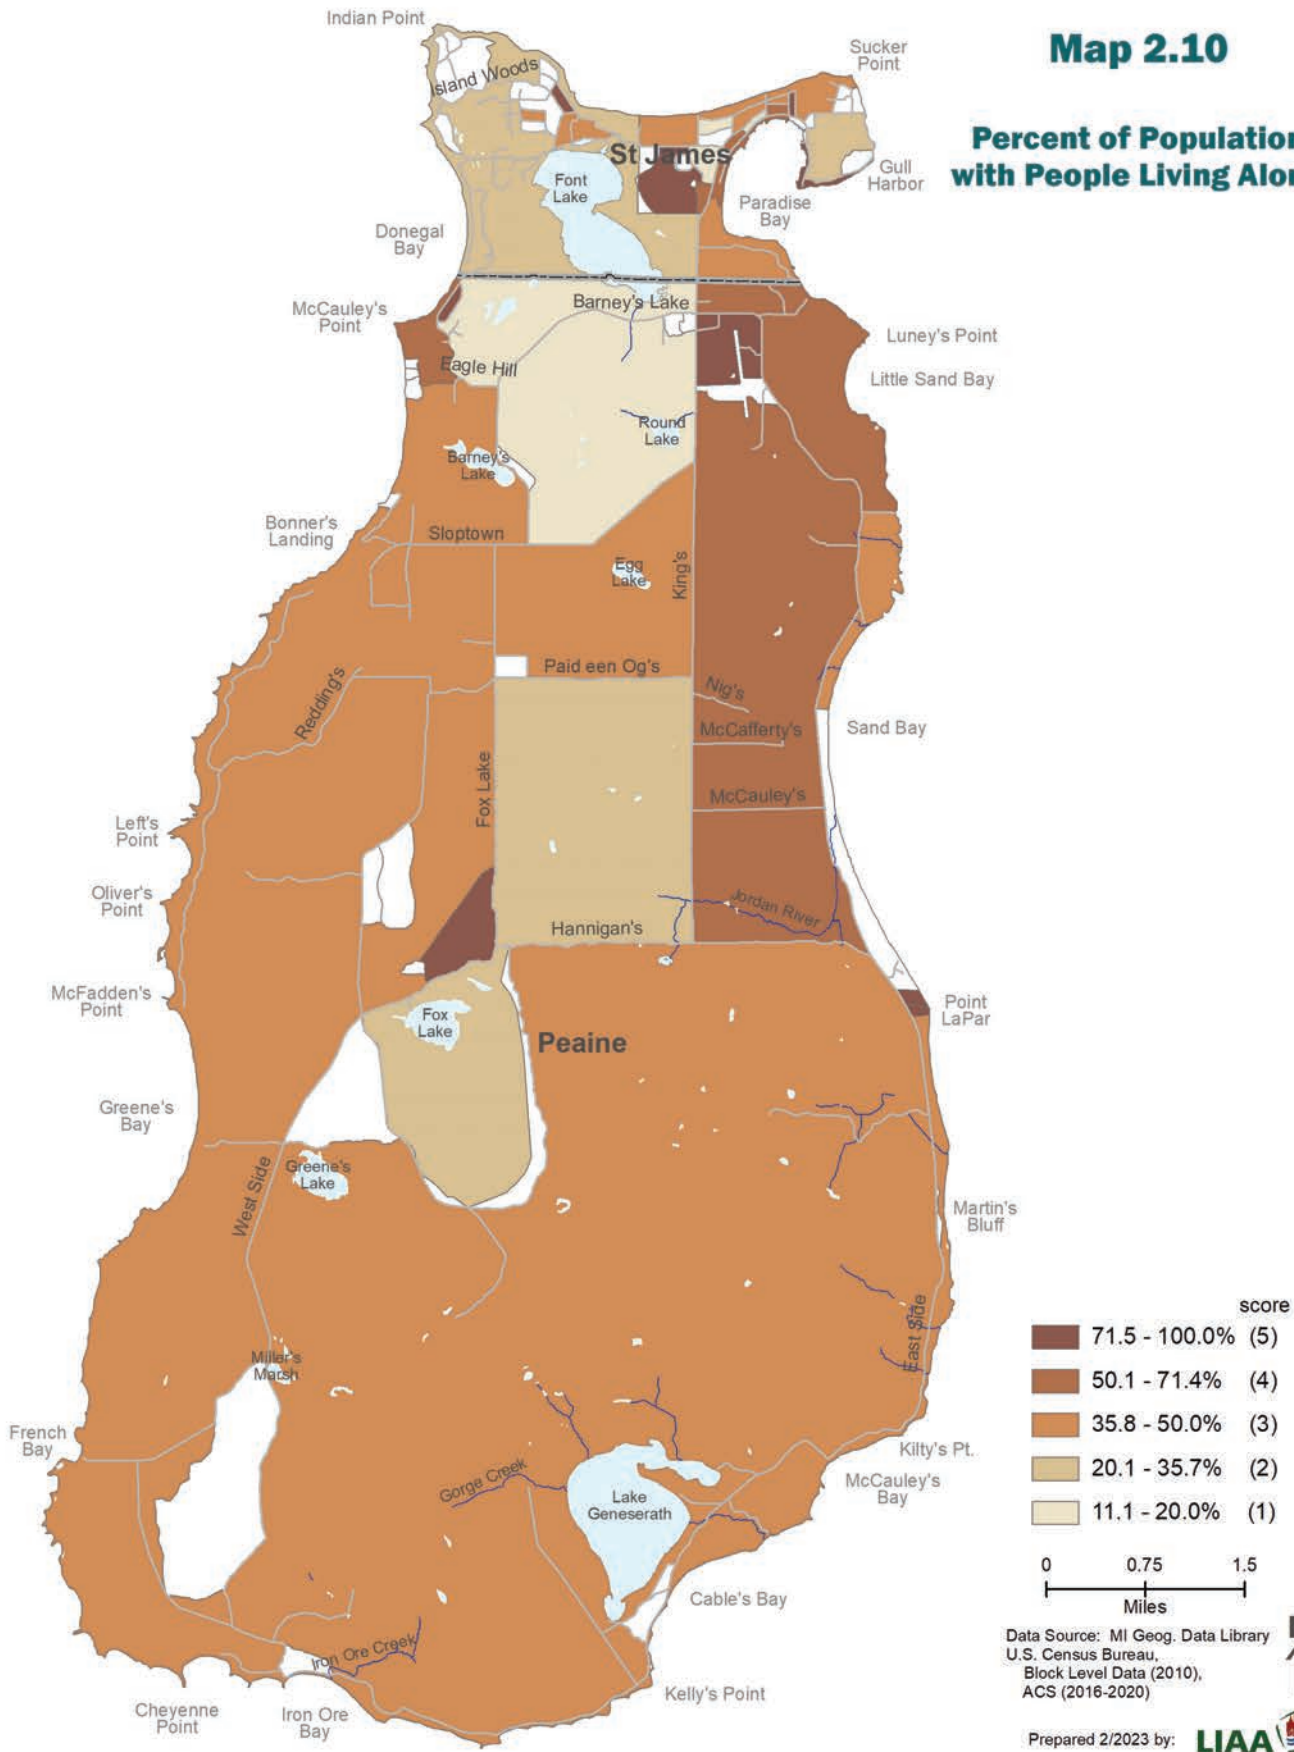 Map 2.10
Percent of Population
with People Living Alon
Indian Point
Sucker
Point
Island Woods
St James
Font
Lake
Gull
Harbor
Paradise
Bay
Donegal
Bay
McCauley's
Point
Barney's Lake
Luney's Point
Eagle Hill
Little Sand Bay
Round
Lake
Barney's
Lake
Bonner's
Landing
Sloptown
Egg
Lake
King's
Paid een Og's
Redding's
Nig's
McCafferty's
Sand Bay
Fox Lake
McCauley's
Left's
Point
Oliver's
Point
Jordan River
Hannigan's
McFadden's
Point
Point
LaPar
Fox
Lake
Peaine
Greene's
Bay
Greene's
Lake
West Side
Martin's
Bluff
East Side
Miller's
Marsh
French
Bay
Kilty's Pt.
McCauley's
Bay
Gorge Creek
Lake
Geneserath
Cable's Bay
Iron Ore Creek
Kelly's Point
Cheyenne
Point
Iron Ore
Bay
score
71.5 - 100.0% (5)
50.1 - 71.4% (4)
35.8 - 50.0% (3)
20.1 - 35.7% (2)
11.1 - 20.0% (1)
0 0.75 1.5
Miles
Data Source: MI Geog. Data Library
U.S. Census Bureau,
Block Level Data (2010),
ACS (2016-2020)
Prepared 2/2023 by: LIAA